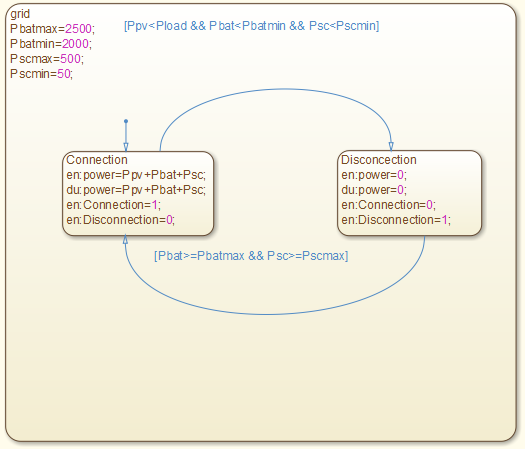 grid
Pbatmax=2500;
Pbatmin=2000;
Pscmax=500;
Pscmin=50;
[Ppv<Pload && Pbat<Pbatmin && Psc<Pscmin]
Connection
en:power=Ppv+Pbat+Psc;
du:power=Ppv+Pbat+Psc;
en:Connection=1;
en:Disconnection=0;
Disconcection
en:power=0;
du:power=0;
en:Connection=0;
en:Disconnection=1;
[Pbat>=Pbatmax && Psc>=Pscmax]